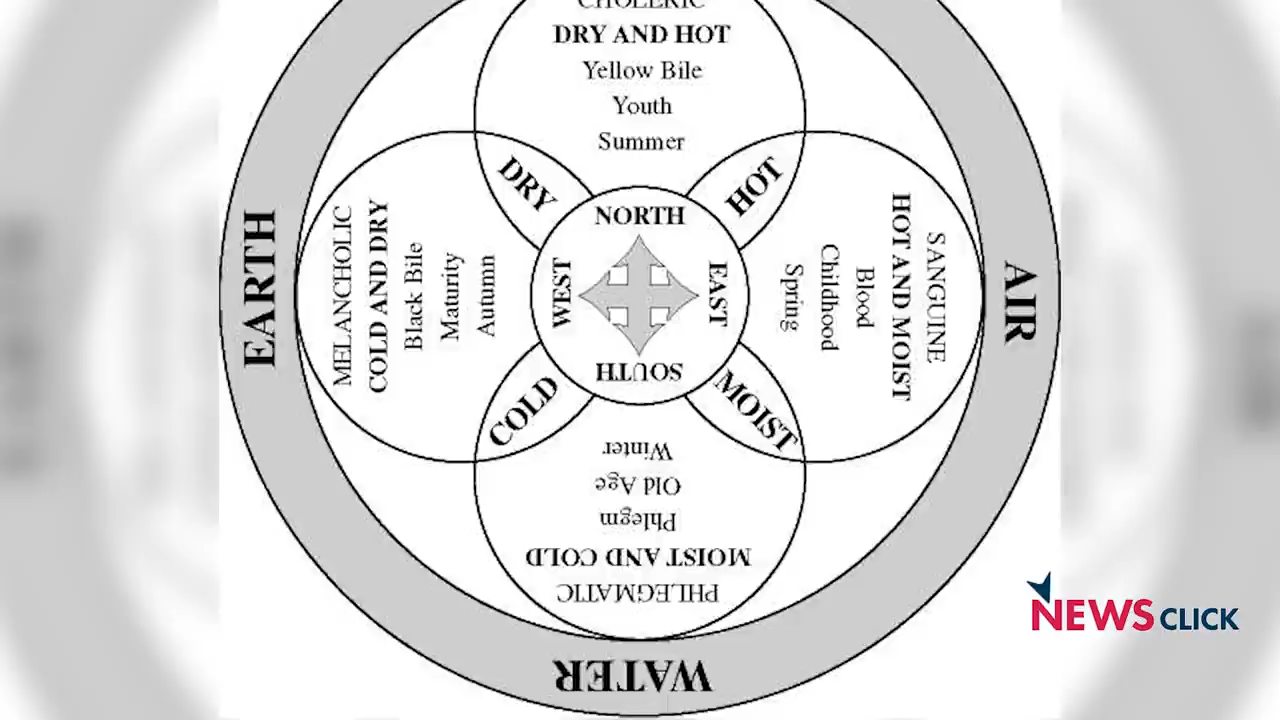 CHOLERIC
DRY AND HOT
Yellow Bile
Youth
Summer
DRY
HOT
EARTH
MELANCHOLIC
COLD AND DRY
Black Bile
Maturity
Autumn
NORTH
WEST
EAST
SOUTH
Spring
Childhood
Blood
HOT AND MOIST
SANGUINE
AIR
COLD
MOIST
Winter
Old Age
Phlegm
MOIST AND COLD
PHLEGMATIC
WATER
NEWSCLICK